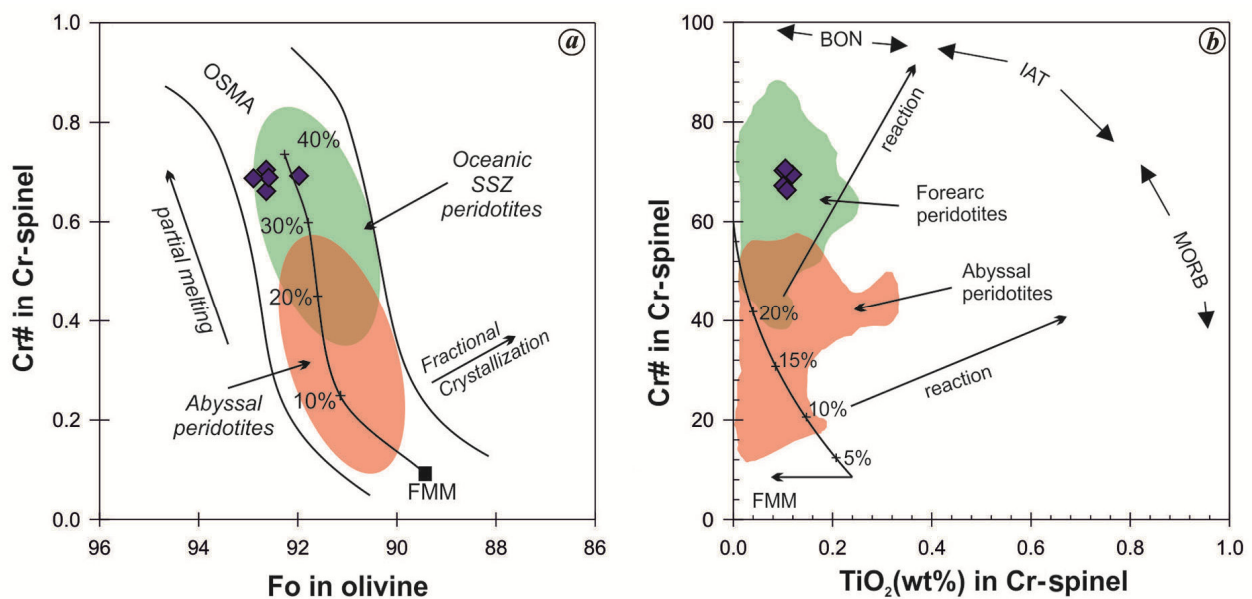 a
1.0
0.8
0.6
0.4
0.2
0.0
Cr# in Cr-spinel
OSMA
40%
30%
20%
10%
Oceanic
SSZ
peridotites
partial melting
Abyssal
peridotites
Fractional
Crystallization
FMM
96
94
92
90
88
86
Fo in olivine
b
100
80
60
40
20
0
Cr# in Cr-spinel
BON
IAT
MORB
reaction
Forearc
peridotites
Abyssal
peridotites
20%
15%
10%
5%
reaction
FMM
0.0
0.2
0.4
0.6
0.8
1.0
TiO₂(wt%) in Cr-spinel